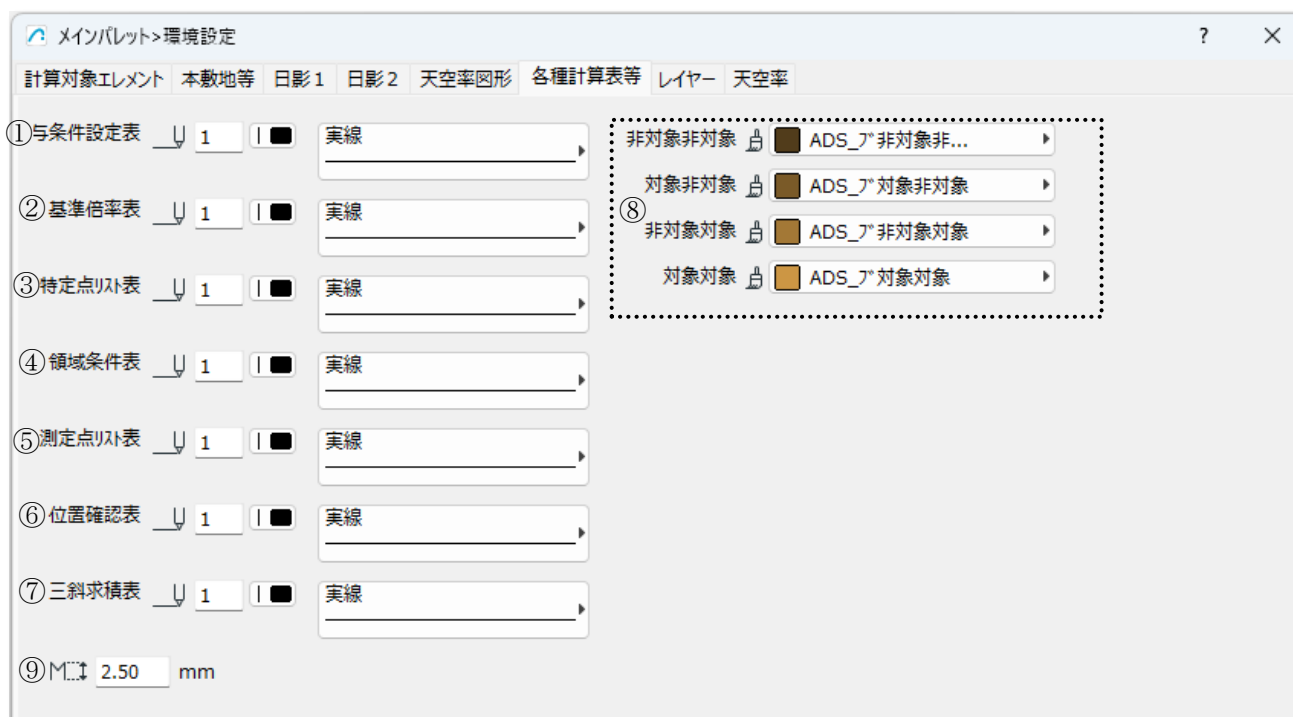 メインパレット>環境設定 ?
計算対象エレメント 本敷地等 日影1 日影2 天空率図形 各種計算表等 レイヤー 天空率
①与条件設定表 1 実線
②基準倍率表 1 実線
③特定点リスト表 1 実線
④領域条件表 1 実線
⑤測定点リスト表 1 実線
⑥位置確認表 1 実線
⑦三斜求積表 1 実線
⑨ 2.50 mm
⑧
非対象非対象 ADS_ブ非対象非...
対象非対象 ADS_ブ対象非対象
非対象対象 ADS_ブ非対象対象
対象対象 ADS_ブ対象対象